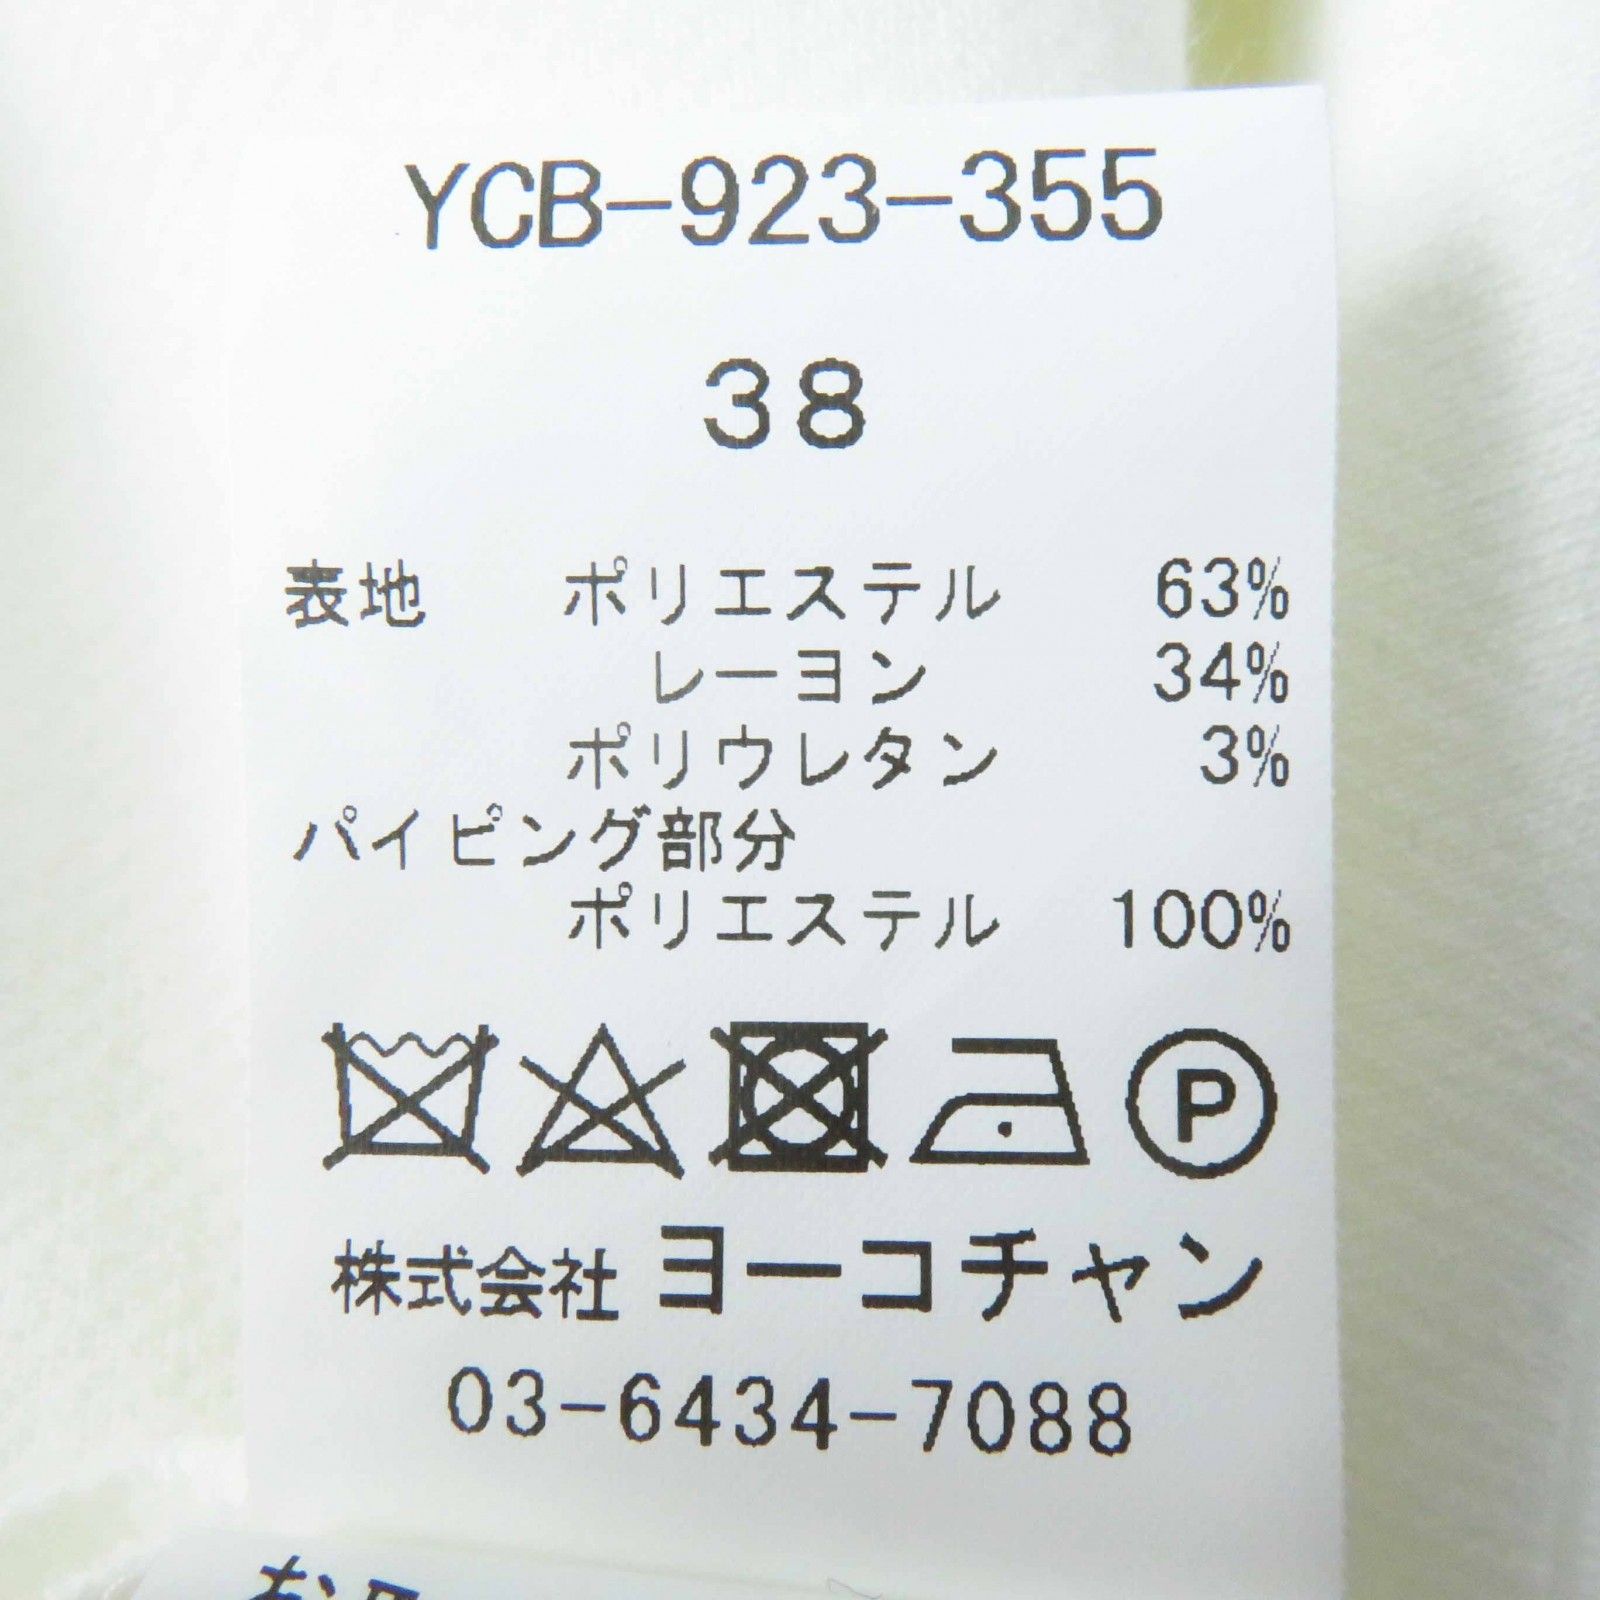 YCB-923-355
38
表地 ポリエステル 63%
レーヨン 34%
ポリウレタン 3%
パイピング部分
ポリエステル 100%
P
株式会社 ヨーコチャン
03-6434-7088